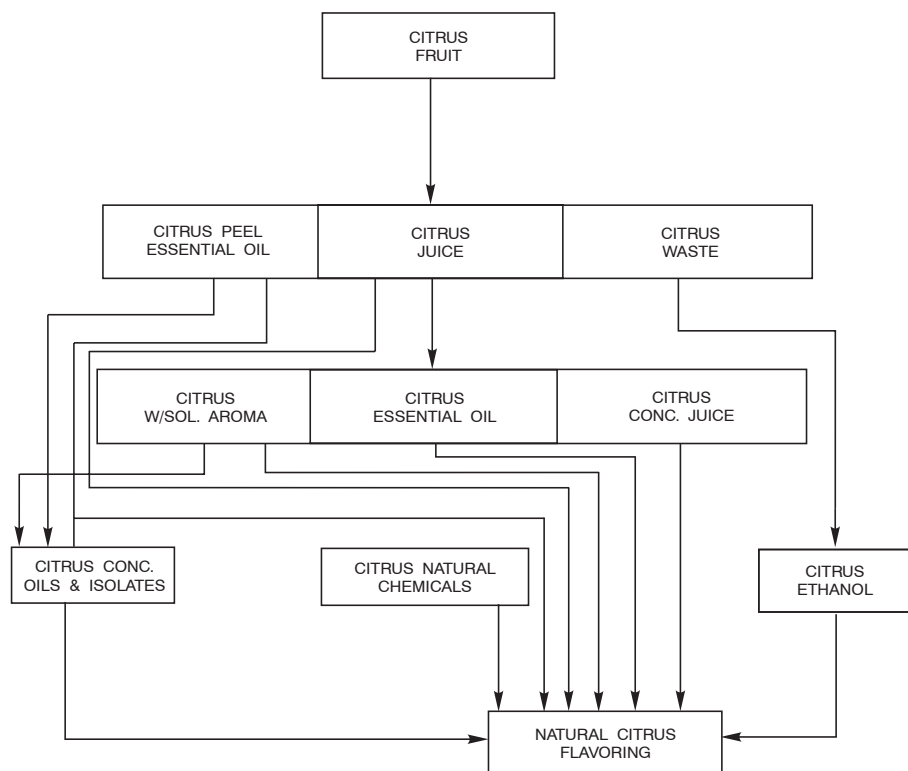 CITRUS
FRUIT
CITRUS PEEL
ESSENTIAL OIL
CITRUS
JUICE
CITRUS
WASTE
CITRUS
W/SOL. AROMA
CITRUS
ESSENTIAL OIL
CITRUS
CONC. JUICE
CITRUS CONC.
OILS & ISOLATES
CITRUS NATURAL
CHEMICALS
CITRUS
ETHANOL
NATURAL CITRUS
FLAVORING